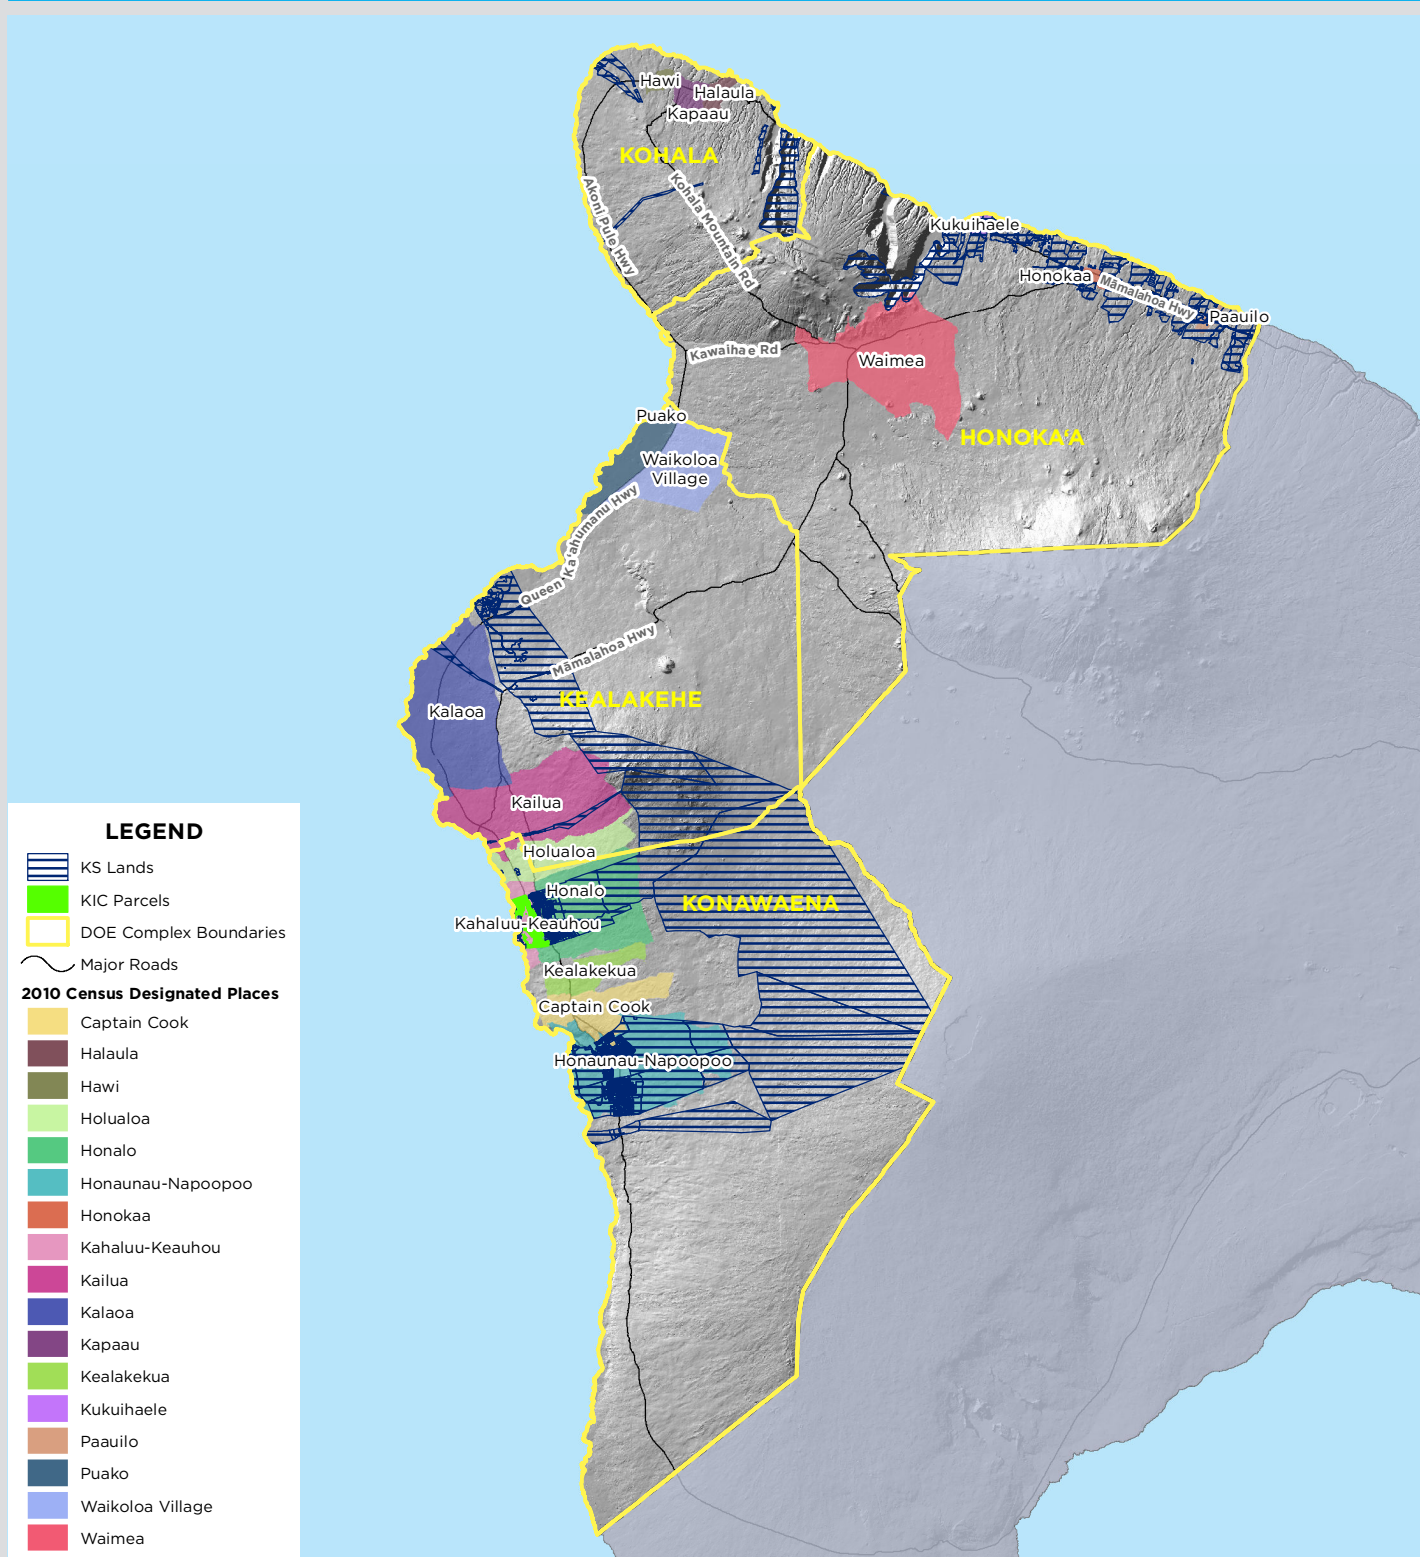 Hawi
Halaula
Kapaau
KOHALA
Akoni Pule Hwy
Kohala Mountain Rd
Kukuihaele
Honokaa
Māmalahoa Hwy
Paauilo
Kawaihae Rd
Waimea
HONOKA‘A
Puako
Waikoloa
Village
Queen Ka‘ahumanu Hwy
Māmalahoa Hwy
KEALAKEHE
Kalaoa
Kailua
Holualoa
Honalo
KONAWAENA
Kahaluu-Keauhou
Kealakekua
Captain Cook
Honaunau-Napoopoo
LEGEND
KS Lands
KIC Parcels
DOE Complex Boundaries
Major Roads
2010 Census Designated Places
Captain Cook
Halaula
Hawi
Holualoa
Honalo
Honaunau-Napoopoo
Honokaa
Kahaluu-Keauhou
Kailua
Kalaoa
Kapaau
Kealakekua
Kukuihaele
Paauilo
Puako
Waikoloa Village
Waimea